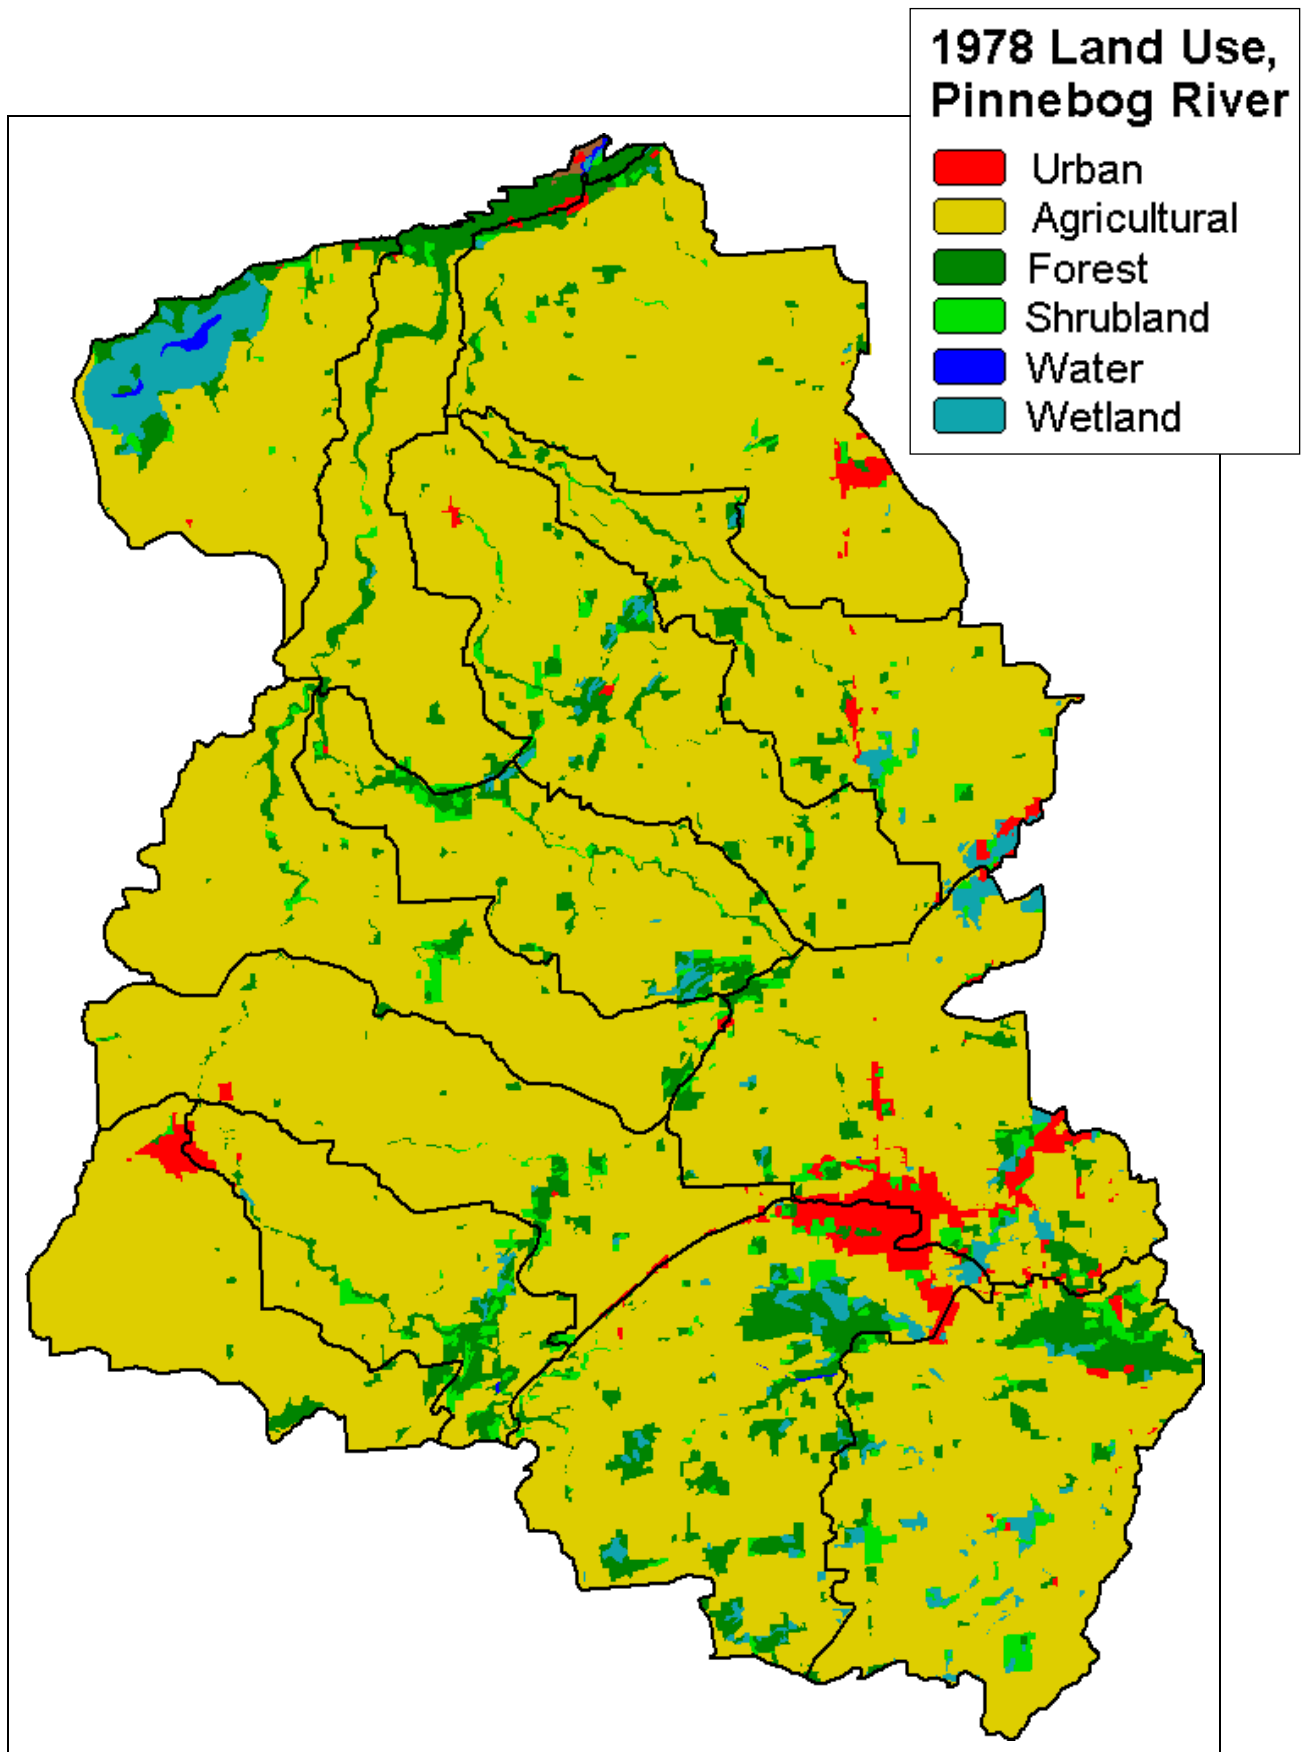 1978 Land Use,
Pinnebog River
Urban
Agricultural
Forest
Shrubland
Water
Wetland